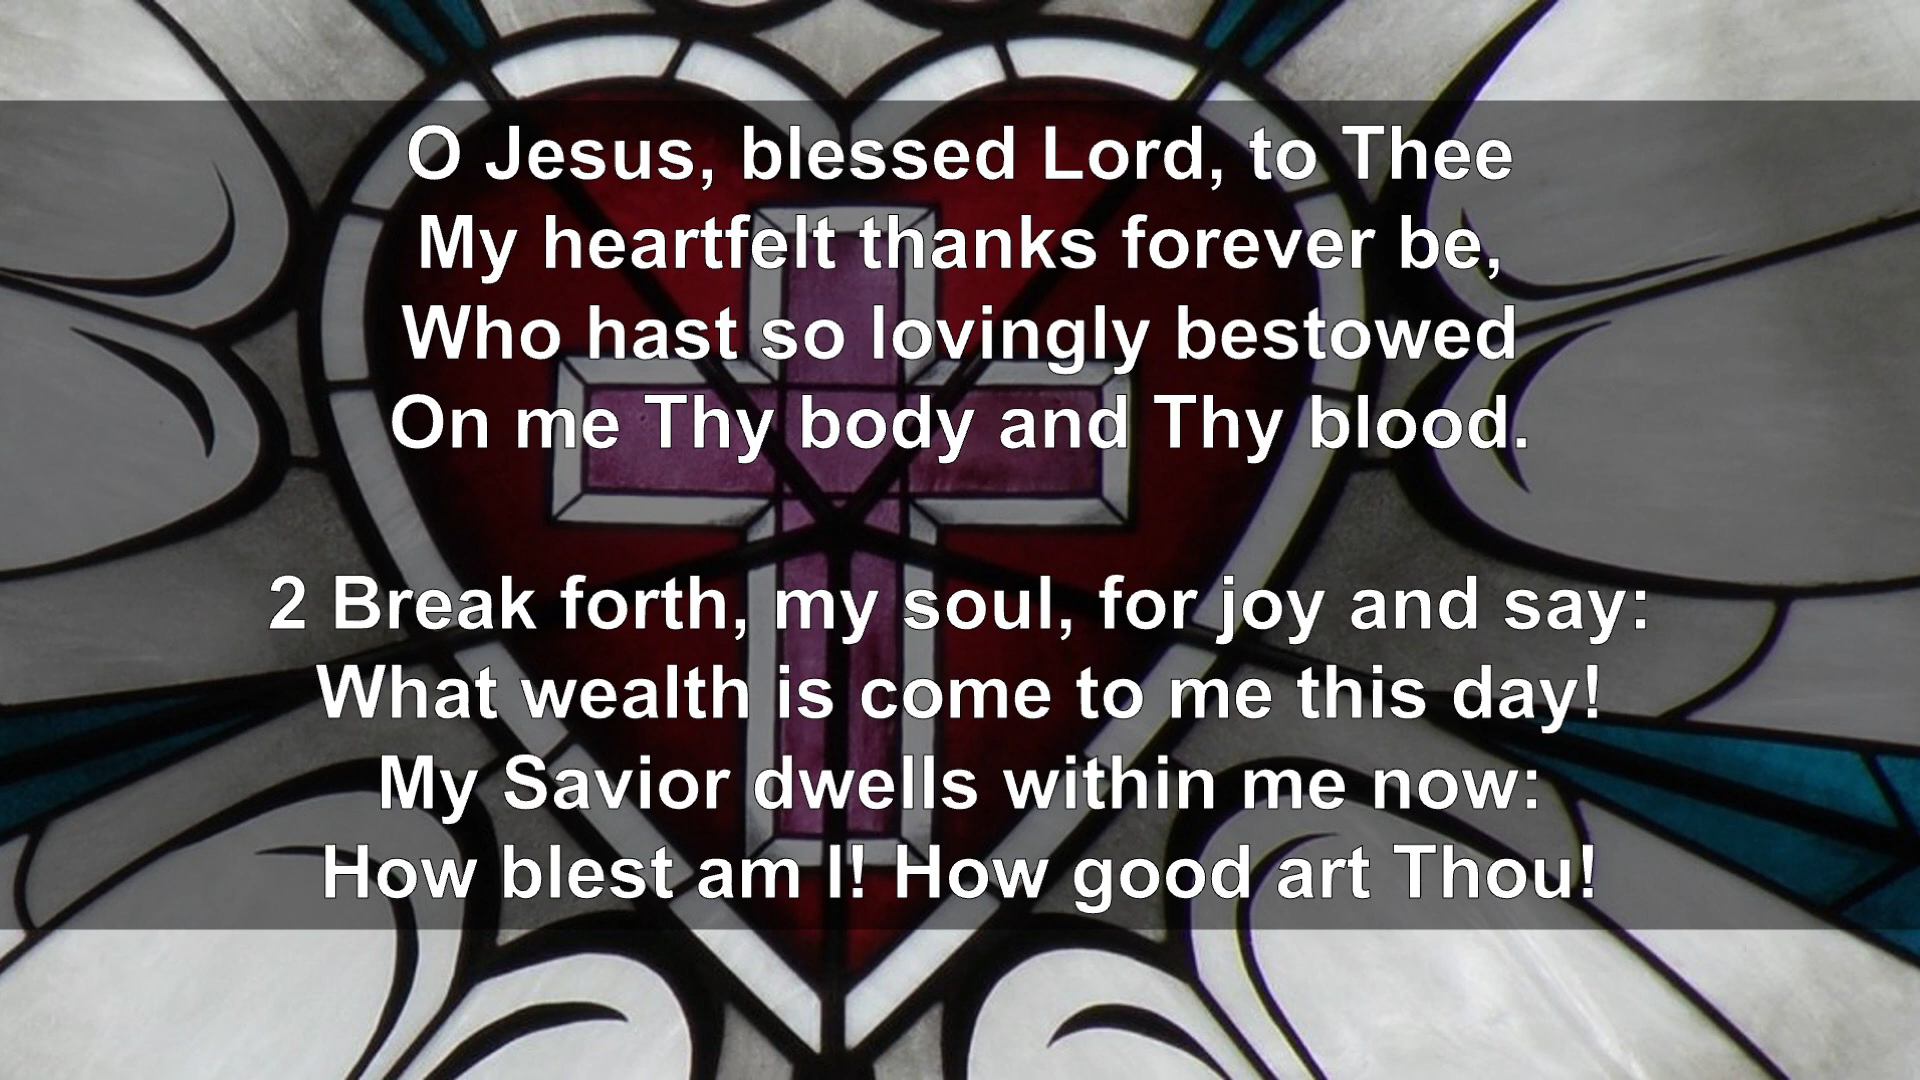 O Jesus, blessed Lord, to Thee
My heartfelt thanks forever be,
Who hast so lovingly bestowed
On me Thy body and Thy blood.
2 Break forth, my soul, for joy and say:
What wealth is come to me this day!
My Savior dwells within me now:
How blest am I! How good art Thou!